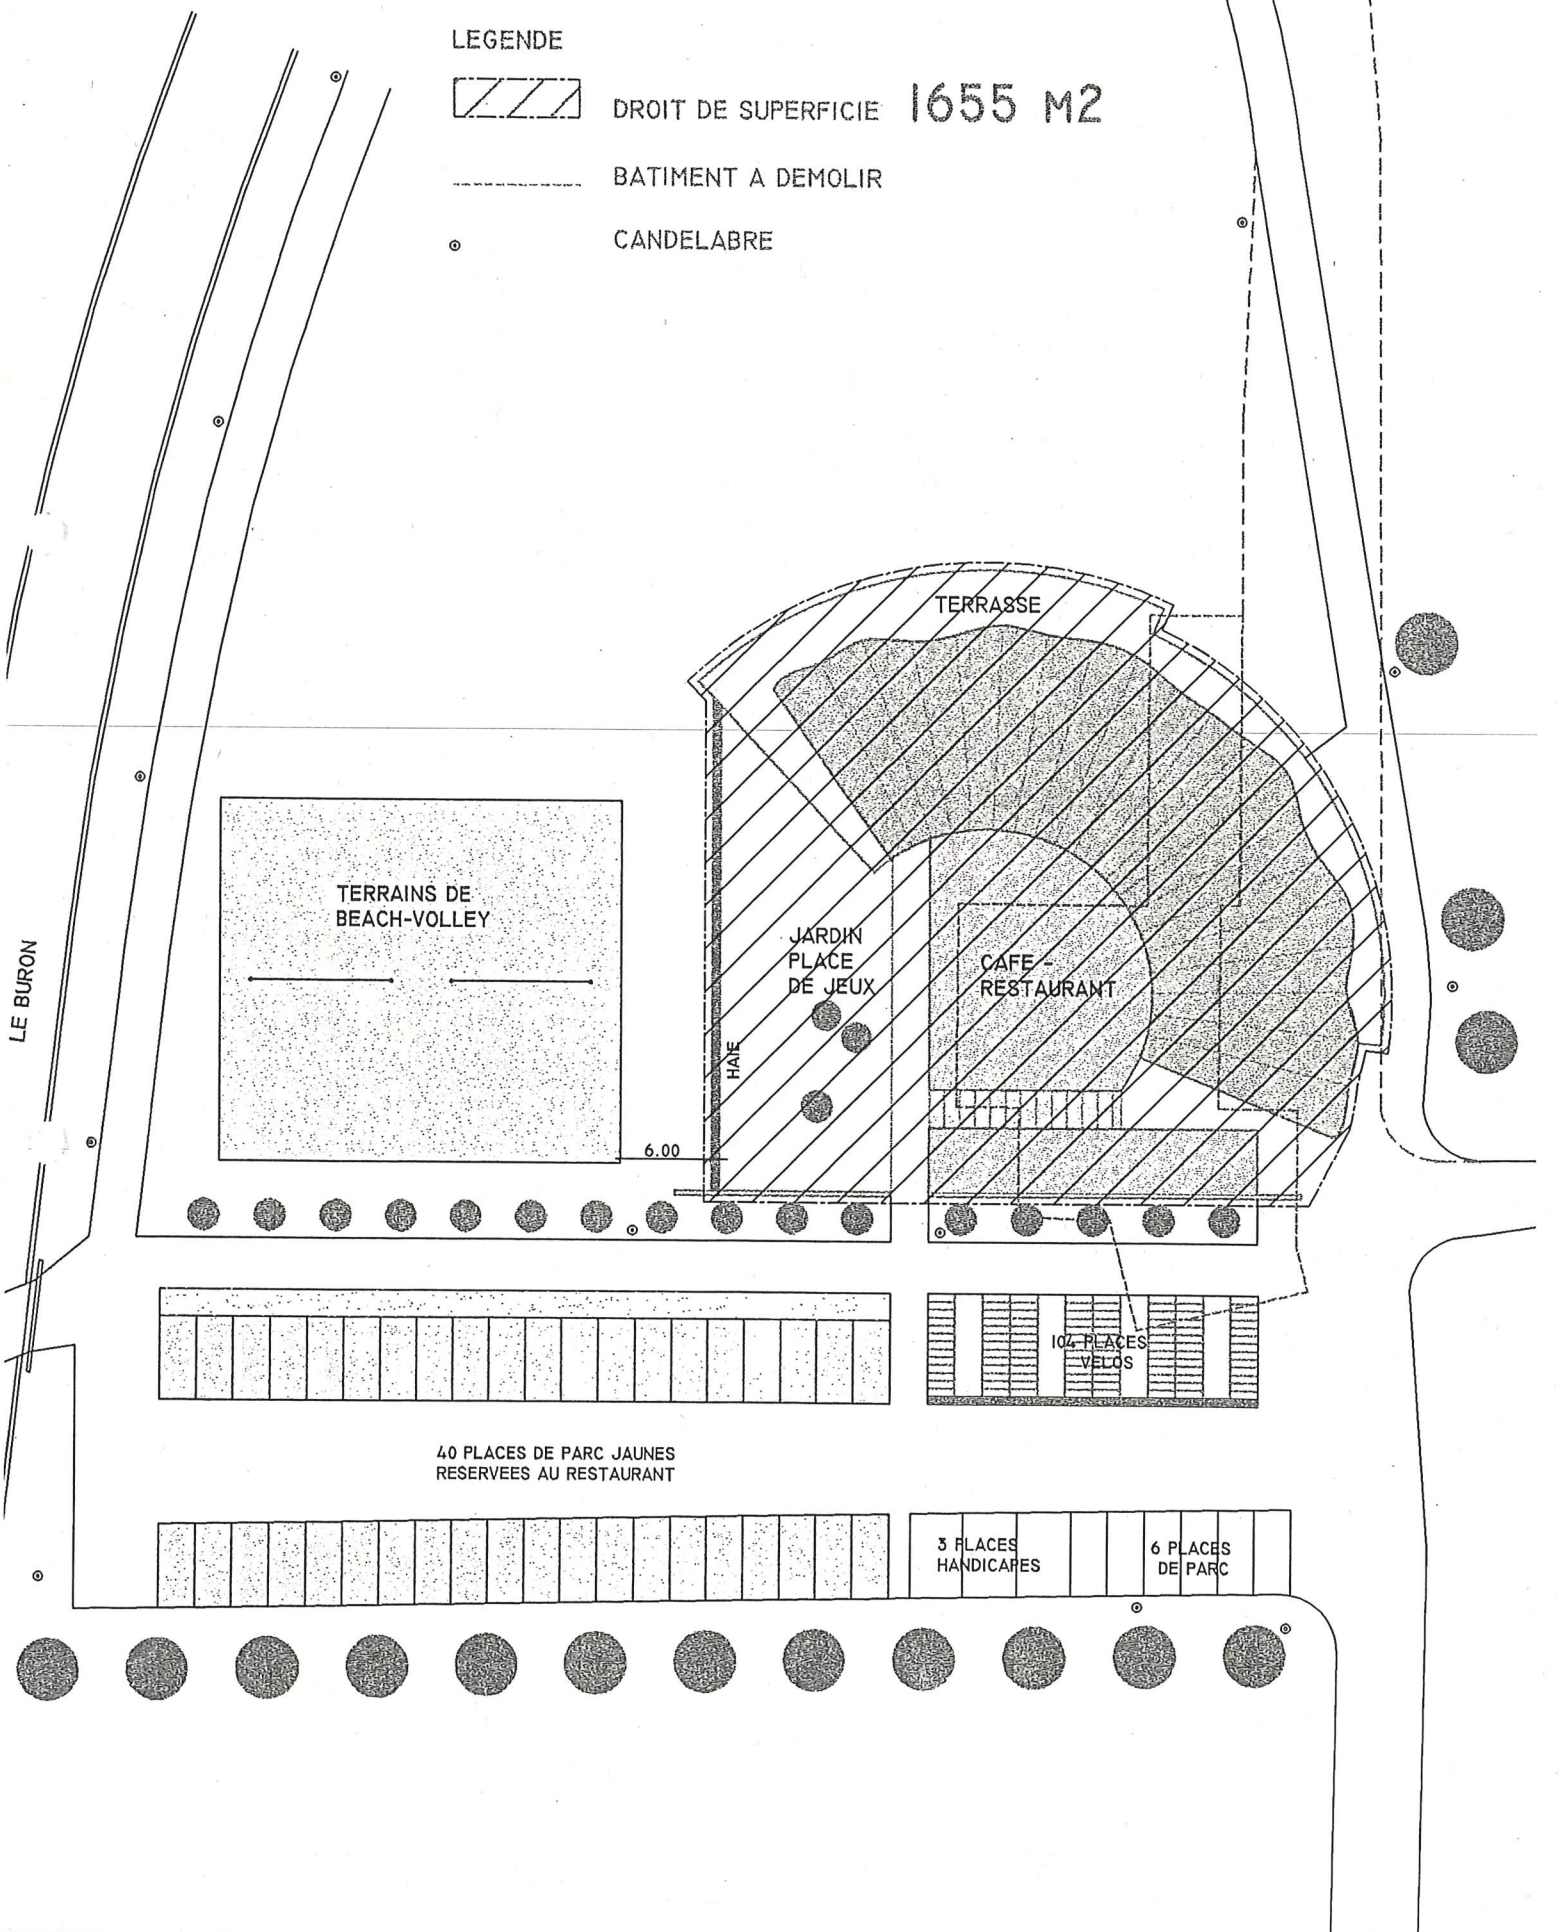 LEGENDE
DROIT DE SUPERFICIE 1655 M2
BATIMENT A DEMOLIR
CANDELABRE
TERRASSE
TERRAINS DE
BEACH-VOLLEY
JARDIN
PLACE
DE JEUX
CAFE -
RESTAURANT
LE BURON
HAIE
6.00
104 PLACES
VELOS
40 PLACES DE PARC JAUNES
RESERVEES AU RESTAURANT
3 PLACES
HANDICAPES
6 PLACES
DE PARC